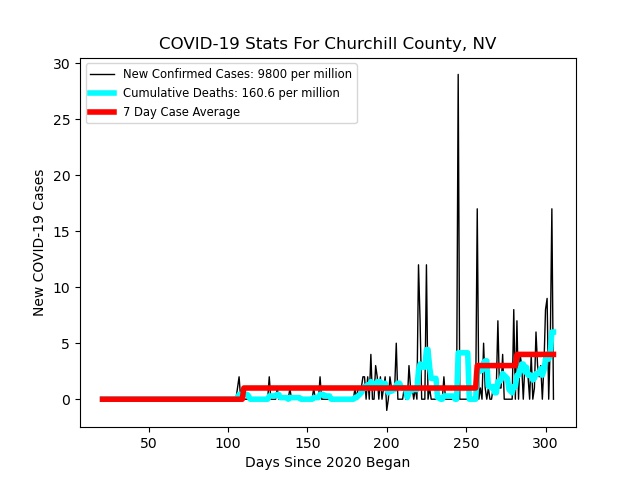 COVID-19 Stats For Churchill County, NV
New Confirmed Cases: 9800 per million
Cumulative Deaths: 160.6 per million
7 Day Case Average
New COVID-19 Cases
30
25
20
15
10
5
0
50
100
150
200
250
300
Days Since 2020 Began